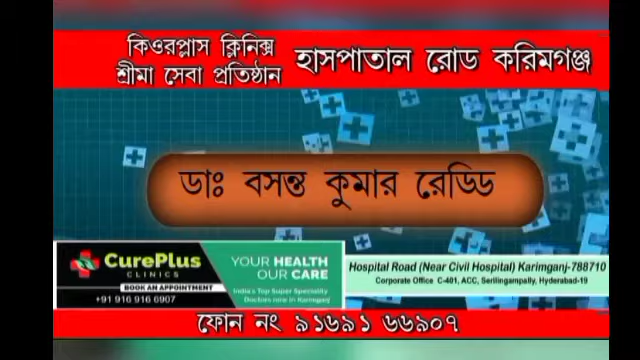 কিওরপ্লাস ক্লিনিক্স
শ্রীমা সেবা প্রতিষ্ঠান
হাসপাতাল রোড করিমগঞ্জ
ডাঃ বসন্ত কুমার রেড্ডি
CurePlus
CLINICS
BOOK AN APPOINTMENT
+91 916 916 6907
YOUR HEALTH
OUR CARE
India's Top Super Speciality
Doctors now in Karimganj
Hospital Road (Near Civil Hospital) Karimganj-788710
Corporate Office C-401, ACC, Serilingampally, Hyderabad-19
ফোন নং ৯১৬৯১ ৬৬৯০৭